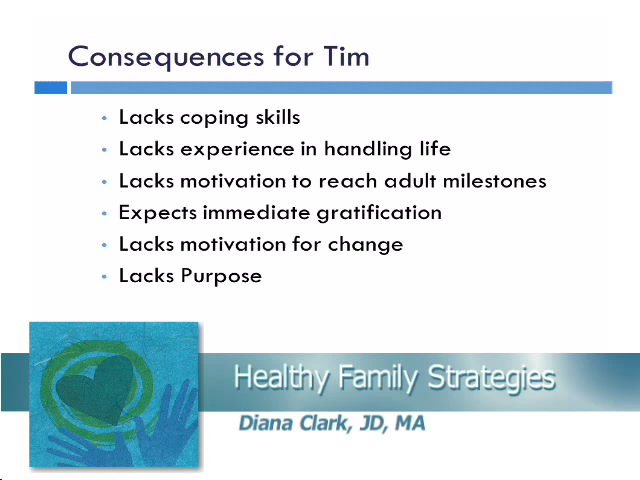 Consequences for Tim
• Lacks coping skills
• Lacks experience in handling life
• Lacks motivation to reach adult milestones
• Expects immediate gratification
• Lacks motivation for change
• Lacks Purpose
Healthy Family Strategies
Diana Clark, JD, MA